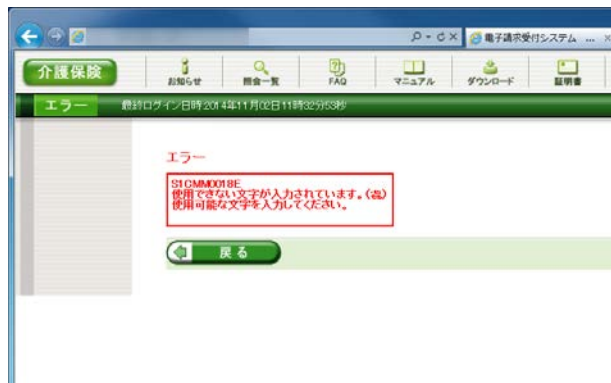 電子請求受付システム ...
介護保険
お知らせ
照会一覧
FAQ
マニュアル
ダウンロード
証明書
エラー
最終ログイン日時:2014年11月02日11時32分53秒
エラー
S1CMM0018E
使用できない文字が入力されています。
使用可能な文字を入力してください。
戻る